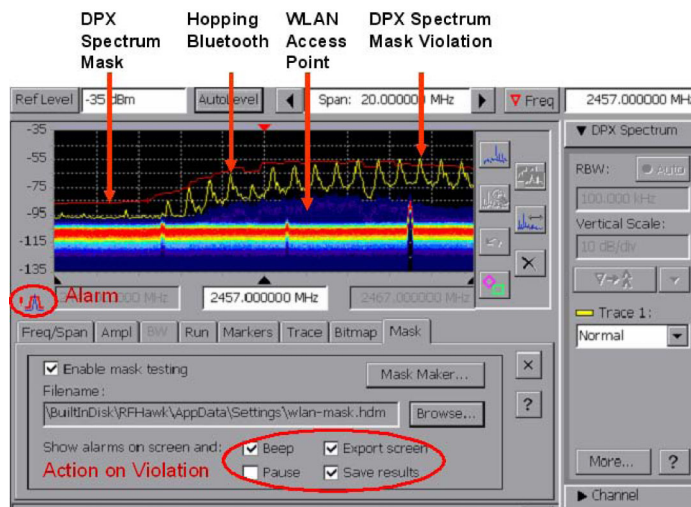 DPX Spectrum Mask
Hopping Bluetooth
WLAN Access Point
DPX Spectrum Mask Violation
Ref Level -35 dBm AutoLevel Span: 20.000000 MHz Freq 2457.000000 MH
-35
-55
-75
-95
-115
-135
Alarm
000 MHz 2457.000000 MHz 2467.000000 MHz
Freq/Span Ampl BW Run Markers Trace Bitmap Mask
Enable mask testing
Mask Maker...
Filename:
\BuiltInDisk\RFHawk\AppData\Settings\wlan-mask.hdm Browse...
Show alarms on screen and: Beep Export screen
Action on Violation Pause Save results
DPX Spectrum
RBW: Auto
100.000 kHz
Vertical Scale:
10 dB/div
Trace 1:
Normal
More... ?
Channel
×
?